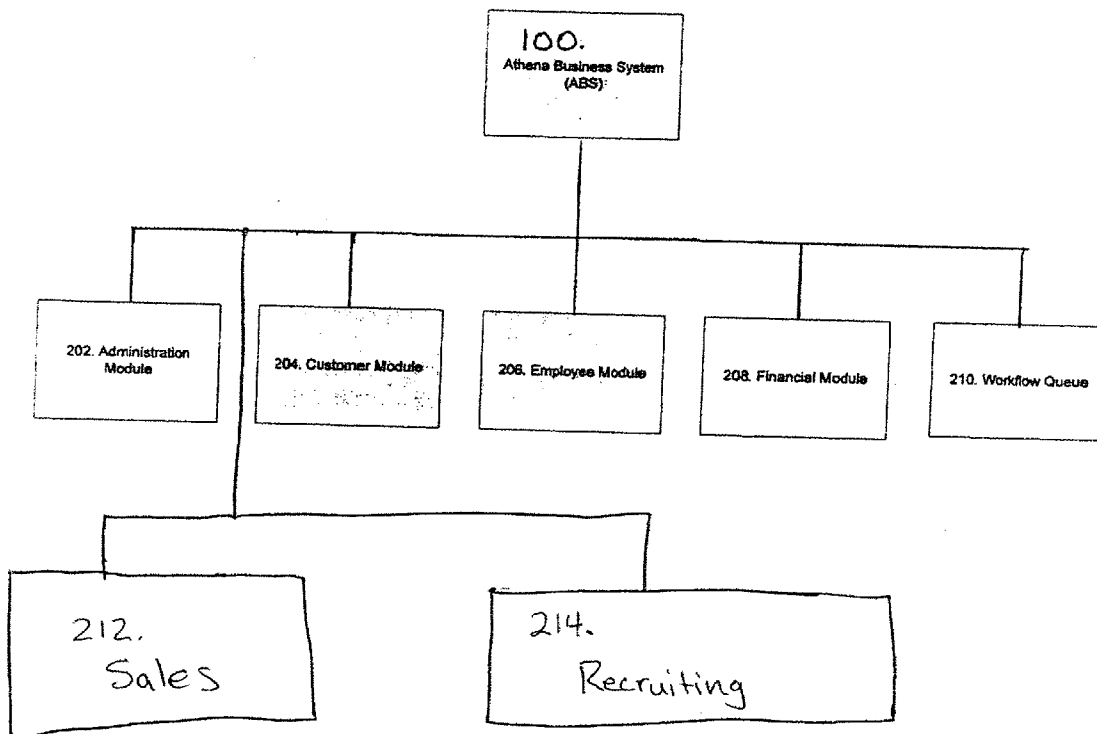 100.
Athena Business System
(ABS)
202. Administration
Module
204. Customer Module
206. Employee Module
208. Financial Module
210. Workflow Queue
212.
Sales
214.
Recruiting